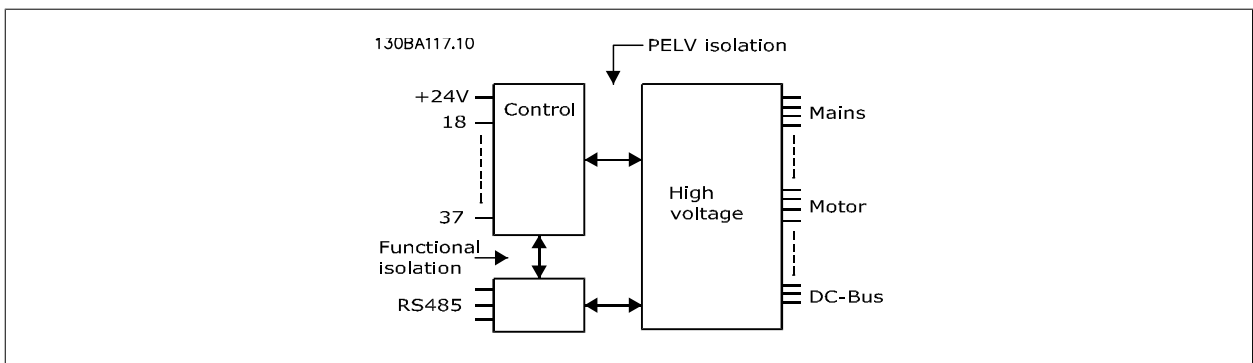 130BA117.10
PELV isolation
+24V
Control
Mains
18
High
voltage
Motor
37
Functional
isolation
RS485
DC-Bus